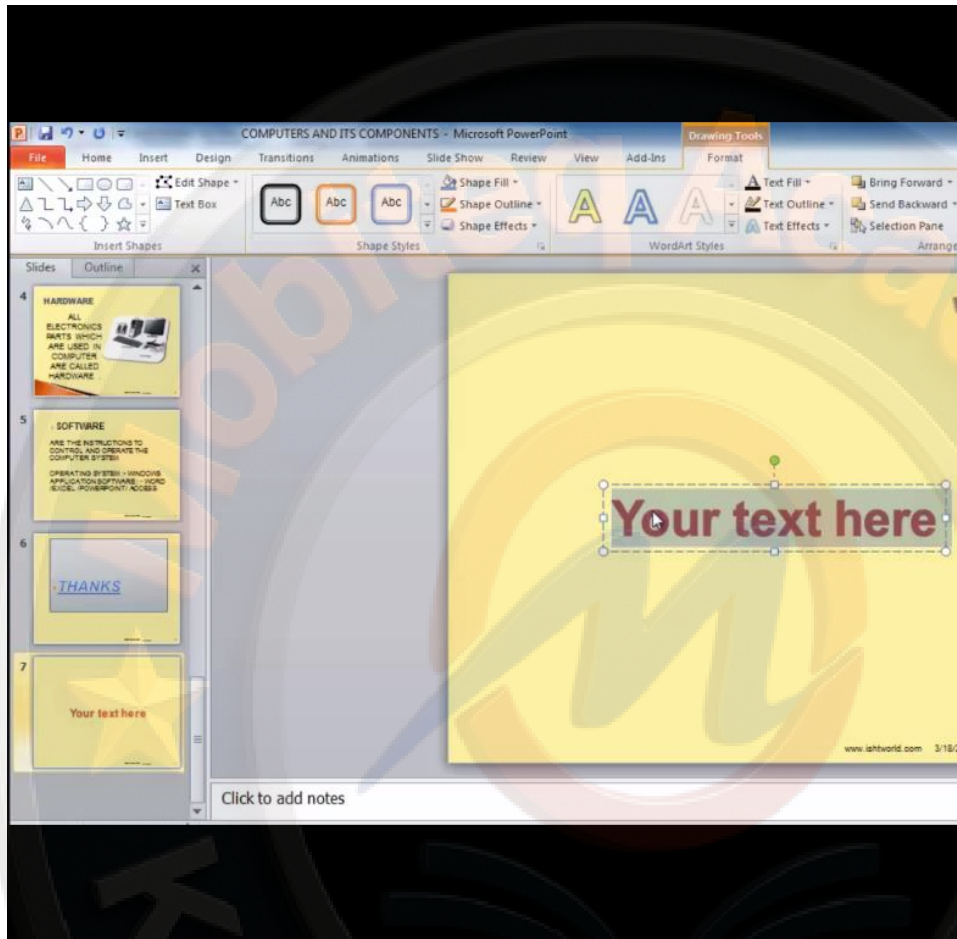 COMPUTERS AND ITS COMPONENTS - Microsoft PowerPoint
Drawing Tools
File Home Insert Design Transitions Animations Slide Show Review View Add-Ins Format
Edit Shape
Text Box
Insert Shapes
Abc Abc Abc
Shape Fill
Shape Outline
Shape Effects
Shape Styles
A A A
Text Fill
Text Outline
Text Effects
WordArt Styles
Bring Forward
Send Backward
Selection Pane
Arrange
Slides Outline
4
HARDWARE
ALL
ELECTRONICS
PARTS WHICH
ARE USED IN
COMPUTER
ARE CALLED
HARDWARE .
5
SOFTWARE
ARE THE INSTRUCTIONS TO
CONTROL AND OPERATE THE
COMPUTER SYSTEM
OPERATING SYSTEM - WINDOWS
APPLICATION SOFTWARE: - WORD
/EXCEL /POWERPOINT/ ACCESS
6
THANKS
7
Your text here
Your text here
www.ishtworld.com 3/18/2
Click to add notes
Mobiteq Aca
K